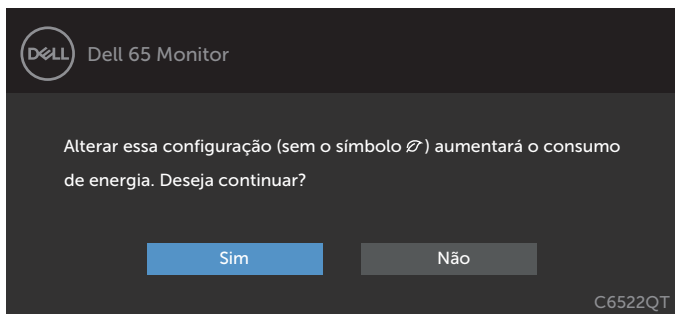 DELL
Dell 65 Monitor
Alterar essa configuração (sem o símbolo ) aumentará o consumo
de energia. Deseja continuar?
Sim
Não
C6522QT